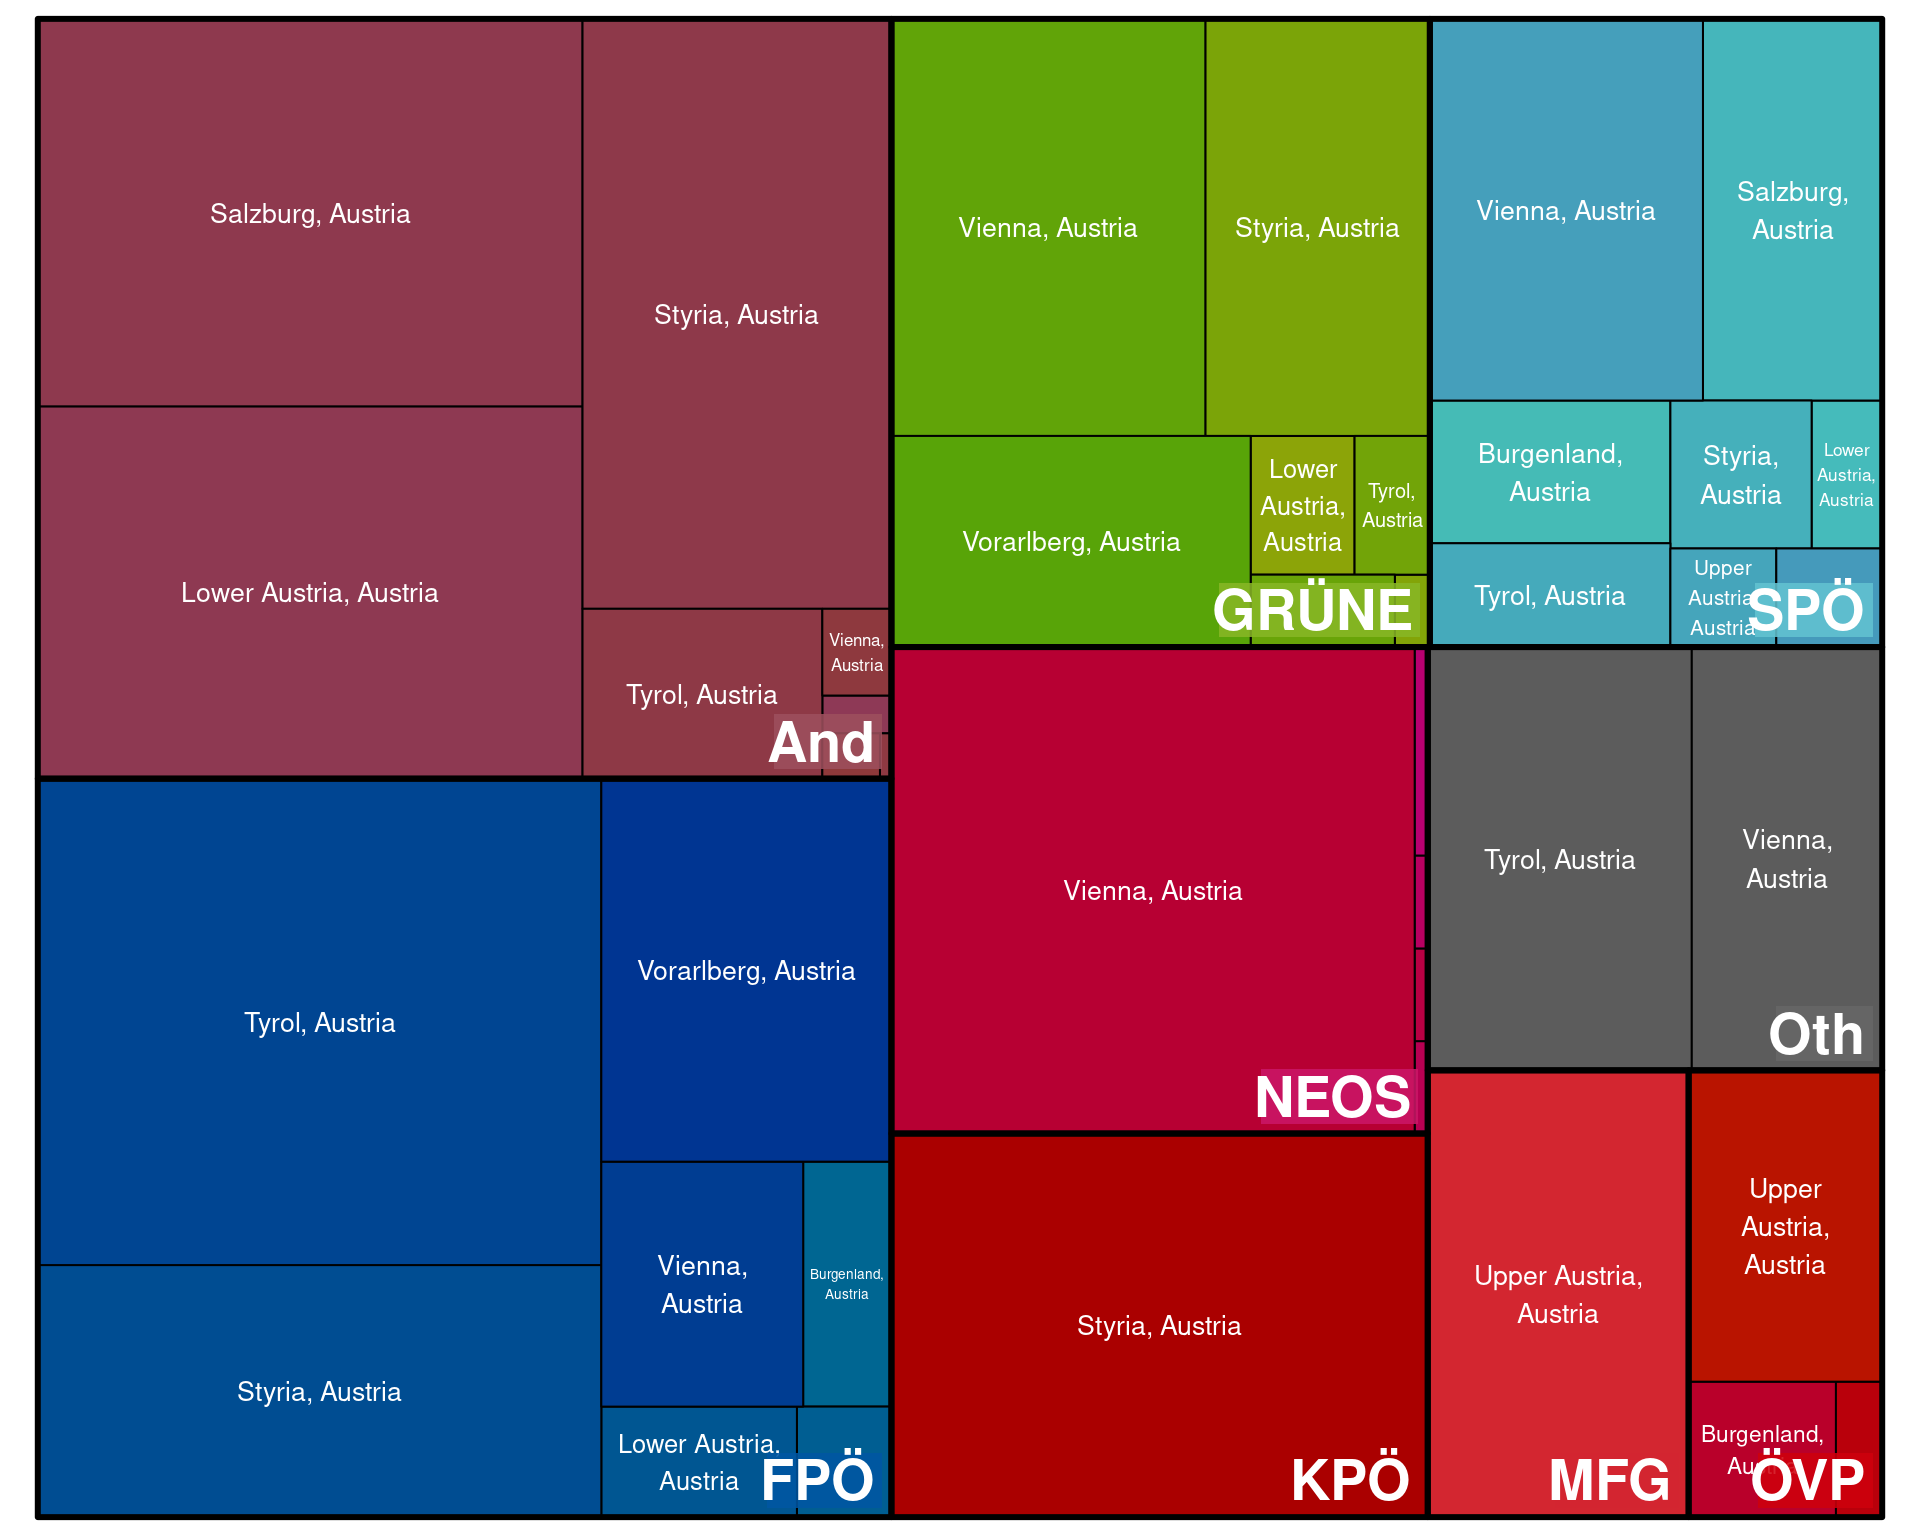 Salzburg, Austria
Lower Austria, Austria
Styria, Austria
Tyrol, Austria
Vienna,
Austria
And
Tyrol, Austria
Styria, Austria
Vorarlberg, Austria
Vienna,
Austria
Burgenland,
Austria
Lower Austria,
Austria
FPÖ
Vienna, Austria
Styria, Austria
Vorarlberg, Austria
Lower
Austria,
Austria
Tyrol,
Austria
GRÜNE
Vienna, Austria
NEOS
Styria, Austria
KPÖ
Vienna, Austria
Salzburg,
Austria
Burgenland,
Austria
Styria,
Austria
Lower
Austria,
Austria
Tyrol, Austria
Upper
Austria,
Austria
SPÖ
Tyrol, Austria
Vienna,
Austria
Oth
Upper Austria,
Austria
MFG
Upper
Austria,
Austria
Burgenland,
Austria
ÖVP